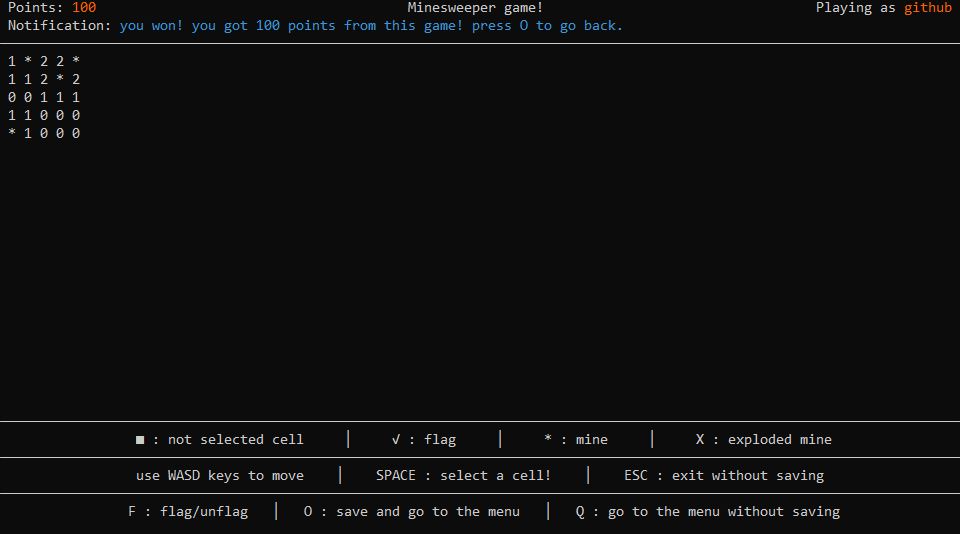 Points: 100 Minesweeper game! Playing as github
Notification: you won! you got 100 points from this game! press O to go back.
1 * 2 2 *
1 1 2 * 2
0 0 1 1 1
1 1 0 0 0
* 1 0 0 0
■ : not selected cell │ √ : flag │ * : mine │ X : exploded mine
use WASD keys to move │ SPACE : select a cell! │ ESC : exit without saving
F : flag/unflag │ O : save and go to the menu │ Q : go to the menu without saving